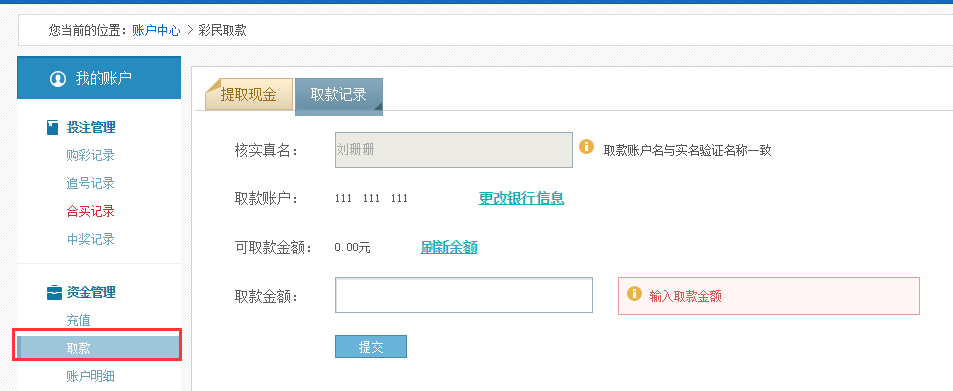 您当前的位置：账户中心 > 彩民取款
我的账户
投注管理
购彩记录
追号记录
合买记录
中奖记录
资金管理
充值
取款
账户明细
提取现金 取款记录
核实真名： 刘珊珊 取款账户名与实名验证名称一致
取款账户： 111 111 111 更改银行信息
可取款金额： 0.00元 刷新余额
取款金额： 输入取款金额
提交